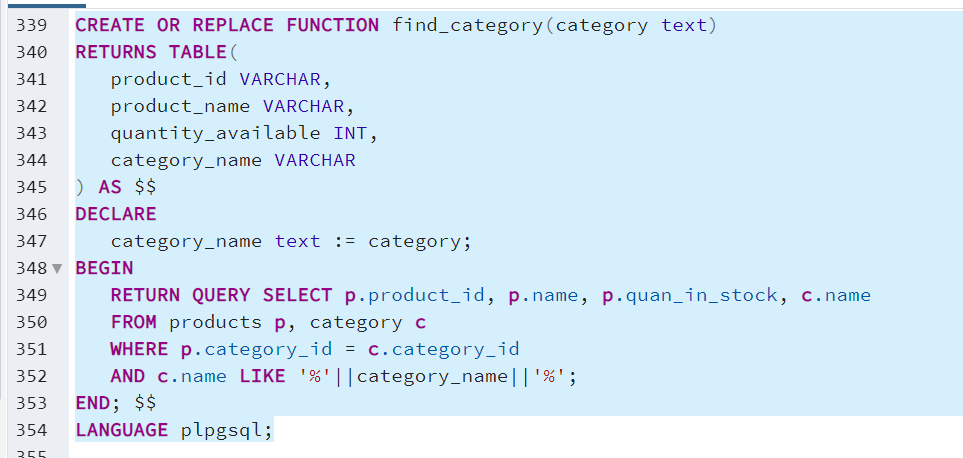 339 CREATE OR REPLACE FUNCTION find_category(category text)
340 RETURNS TABLE(
341    product_id VARCHAR,
342    product_name VARCHAR,
343    quantity_available INT,
344    category_name VARCHAR
345 ) AS $$
346 DECLARE
347    category_name text := category;
348 BEGIN
349    RETURN QUERY SELECT p.product_id, p.name, p.quan_in_stock, c.name
350    FROM products p, category c
351    WHERE p.category_id = c.category_id
352    AND c.name LIKE '%'||category_name||'%';
353 END; $$
354 LANGUAGE plpgsql;
355